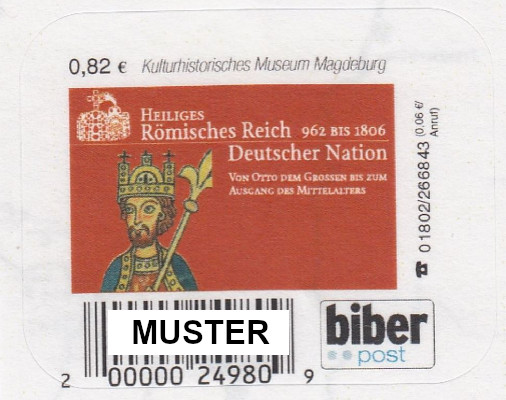 0,82 € Kulturhistorisches Museum Magdeburg
HEILIGES
RÖMISCHES REICH 962 BIS 1806
DEUTSCHER NATION
VON OTTO DEM GROSSEN BIS ZUM
AUSGANG DES MITTELALTERS
01802/266843 (0,06 €/
Anruf)
MUSTER
biber
post
2 00000 24980 9